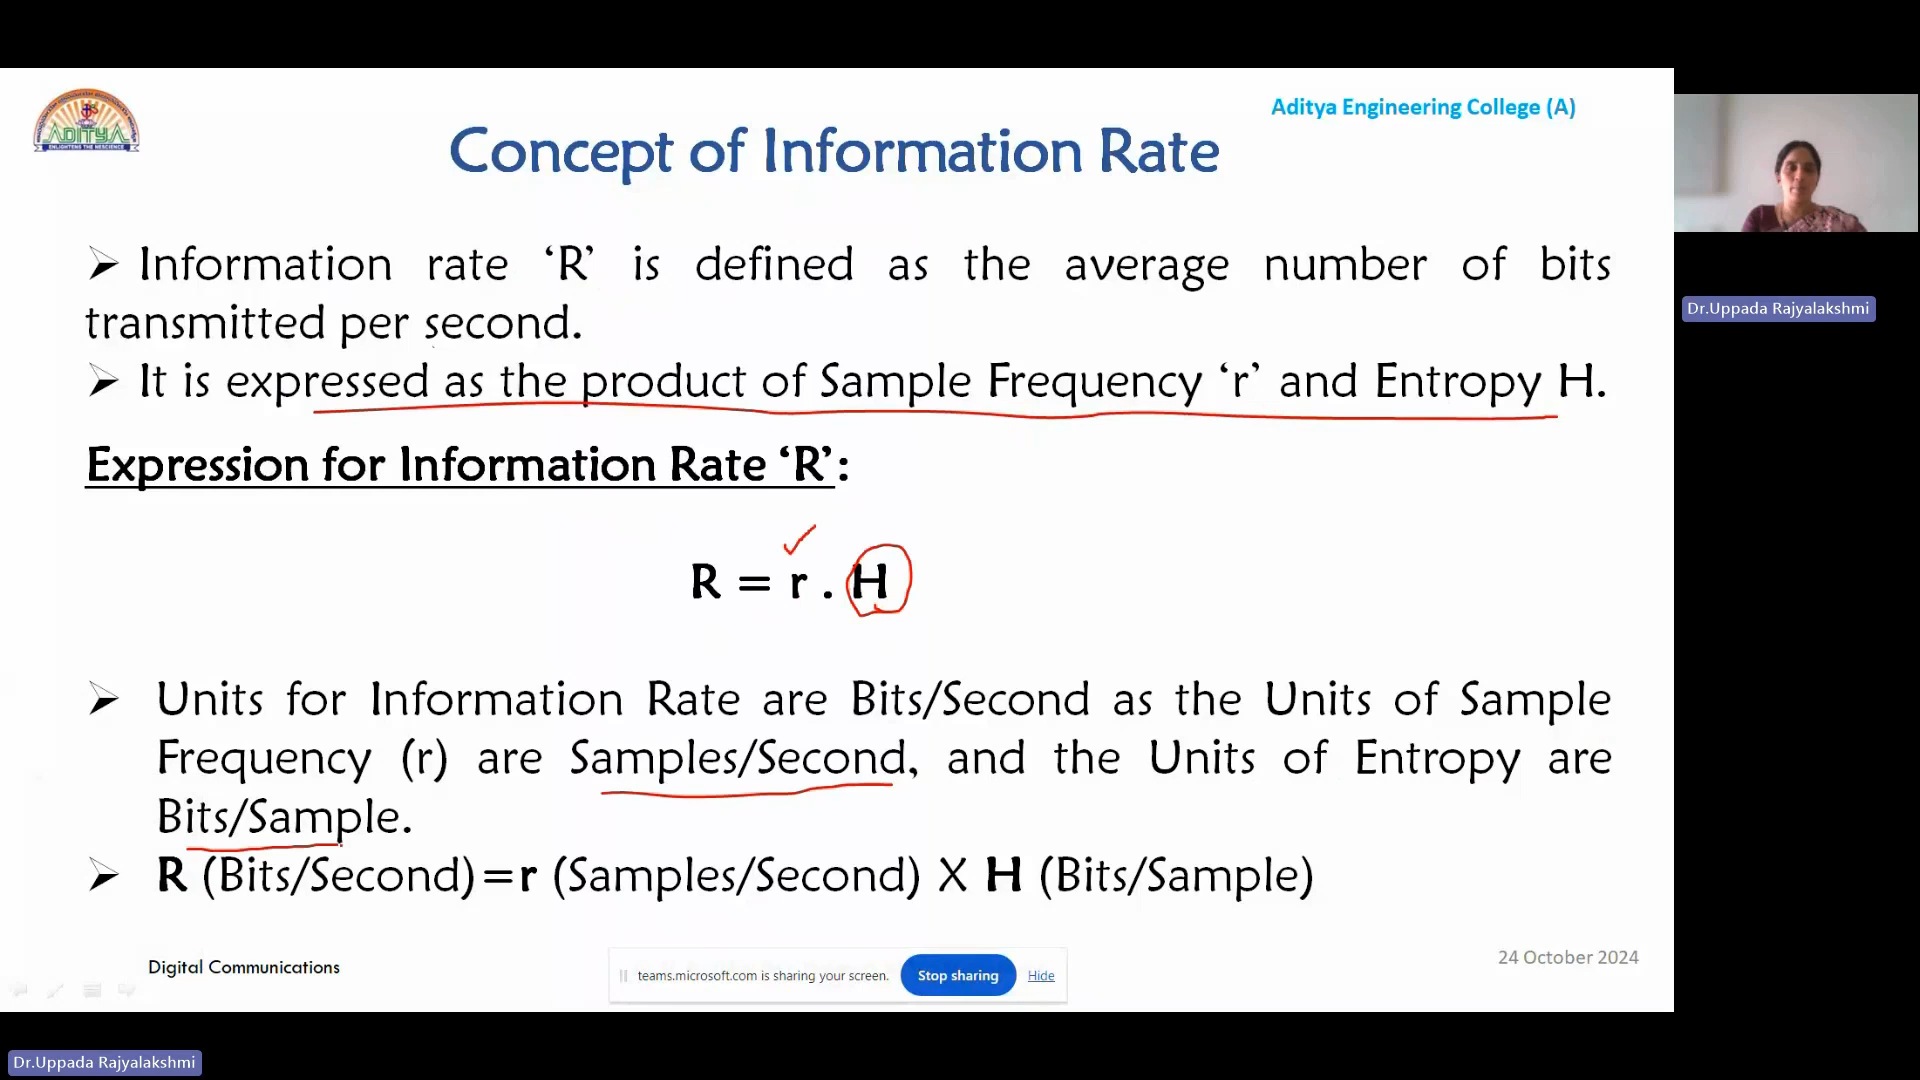 Aditya Engineering College (A)
ADITYA
ENLIGHTENS THE NESCIENCE
Concept of Information Rate
➢ Information rate ‘R’ is defined as the average number of bits
transmitted per second.
➢ It is expressed as the product of Sample Frequency ‘r’ and Entropy H.
Expression for Information Rate ‘R’:
R = r . H
➢ Units for Information Rate are Bits/Second as the Units of Sample
Frequency (r) are Samples/Second, and the Units of Entropy are
Bits/Sample.
➢ R (Bits/Second)=r (Samples/Second) X H (Bits/Sample)
Digital Communications
teams.microsoft.com is sharing your screen. Stop sharing Hide
24 October 2024
Dr.Uppada Rajyalakshmi
Dr.Uppada Rajyalakshmi